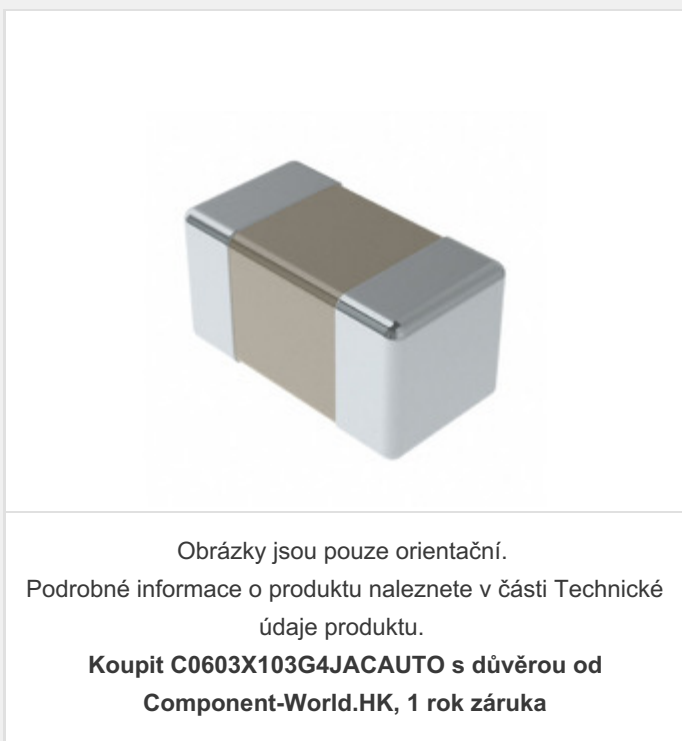 Obrázky jsou pouze orientační.
Podrobné informace o produktu naleznete v části Technické
údaje produktu.
Koupit C0603X103G4JACAUTO s důvěrou od
Component-World.HK, 1 rok záruka